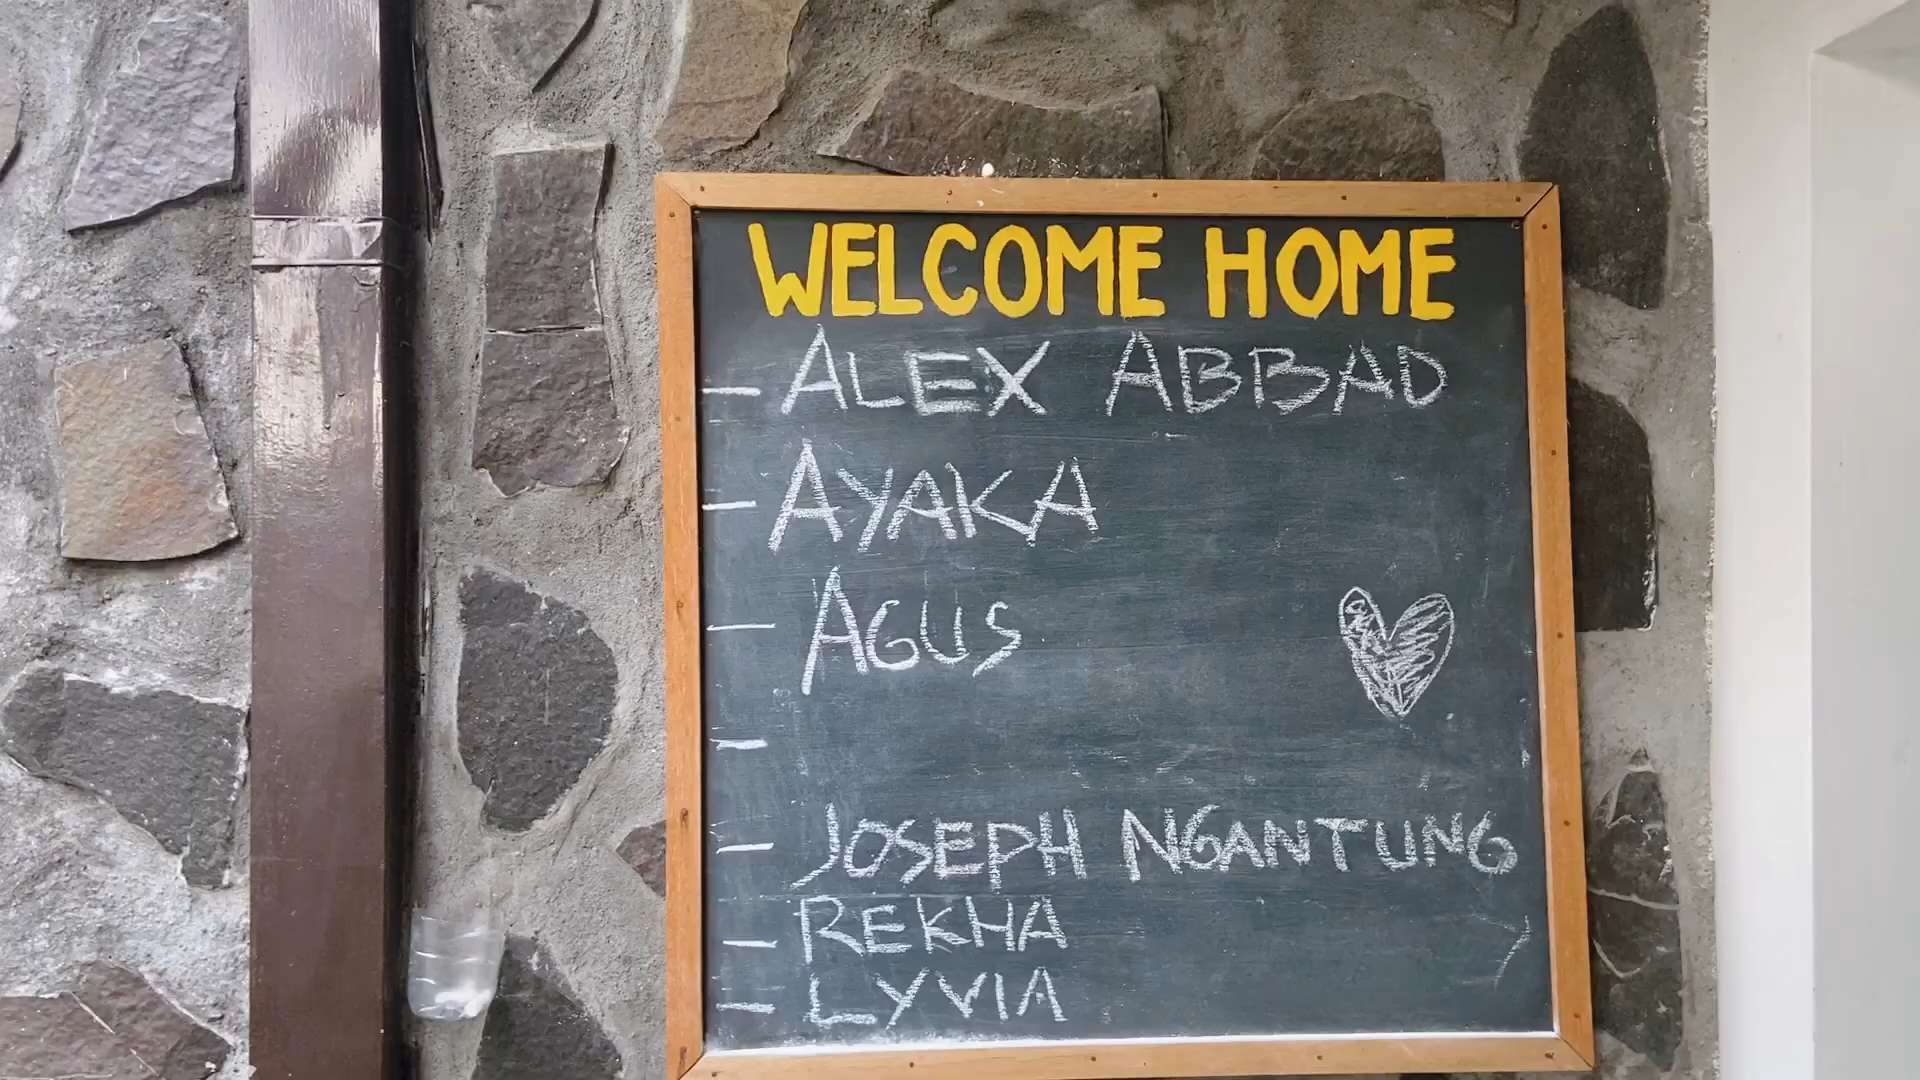 WELCOME HOME
- ALEX ABBAD
- AYAKA
- AGUS
-
- JOSEPH NGANTUNG
- REKHA
- LYVIA